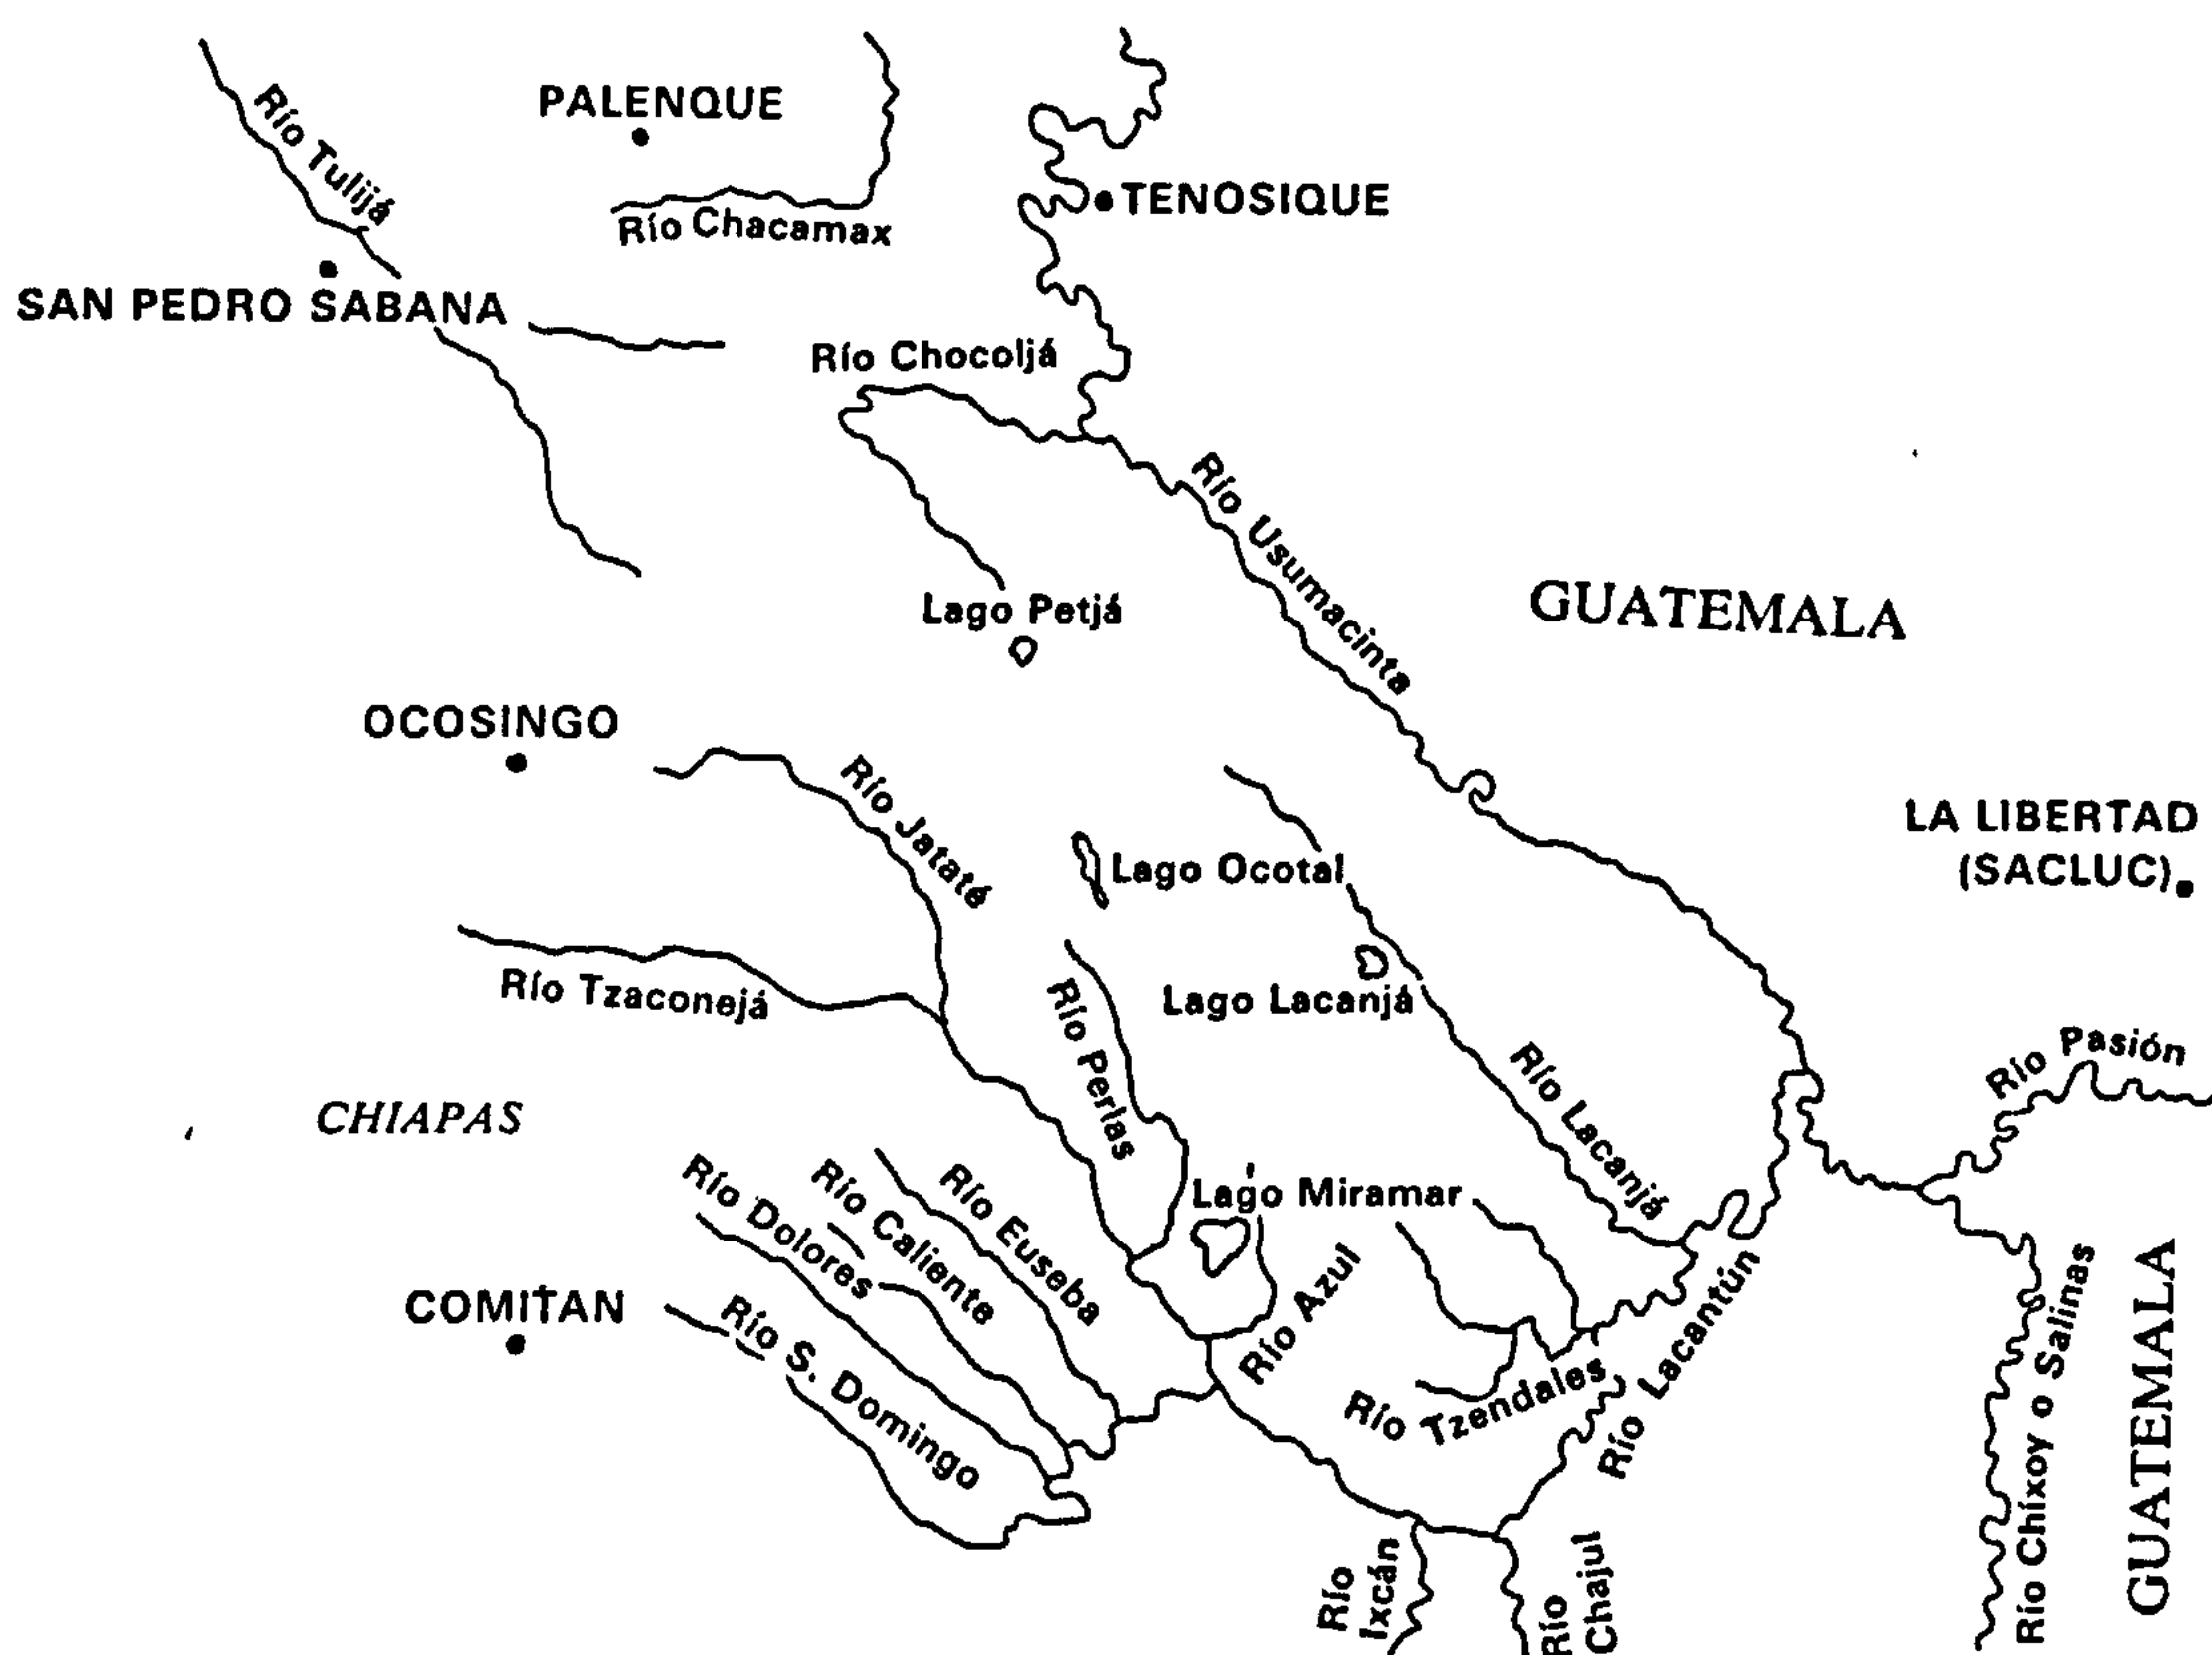 Río Tulijá
PALENQUE
Río Chacamax
TENOSIQUE
SAN PEDRO SABANA
Río Chocoljá
Río Usumacinta
Lago Petjá
GUATEMALA
OCOSINGO
Río Jataté
LA LIBERTAD
(SACLUC)
Lago Ocotal
Río Tzaconejá
Lago Lacanjá
Río Perlas
Río Pasión
CHIAPAS
Río Lacanjá
Río Dolores
Río Caliente
Río Euseba
Lago Miramar
COMITAN
Río S. Domingo
Río Azul
Río Tzendales
Río Lacantún
Río Chixoy o Salinas
GUATEMALA
Río
Ixcán
Río
Chajul